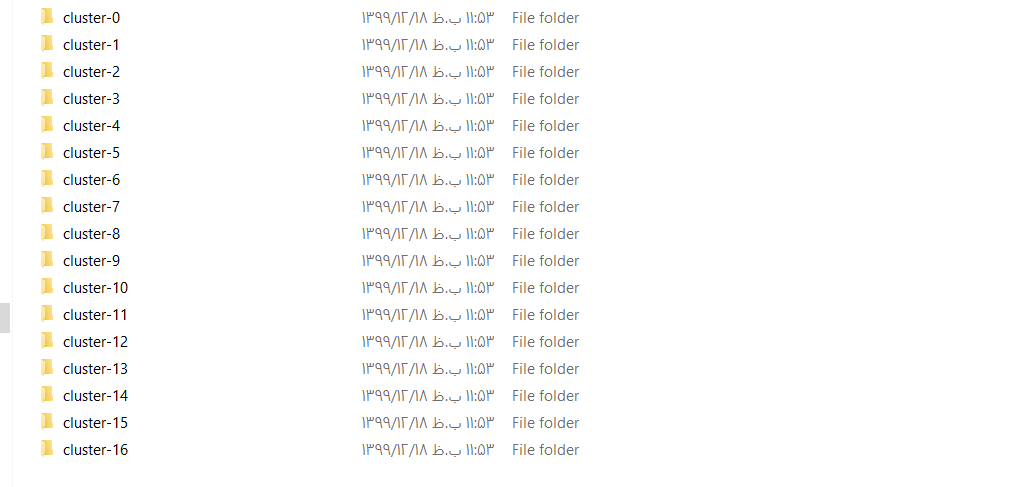 cluster-0 ۱۳۹۹/۱۲/۱۸ ب.ظ ۱۱:۵۳ File folder
cluster-1 ۱۳۹۹/۱۲/۱۸ ب.ظ ۱۱:۵۳ File folder
cluster-2 ۱۳۹۹/۱۲/۱۸ ب.ظ ۱۱:۵۳ File folder
cluster-3 ۱۳۹۹/۱۲/۱۸ ب.ظ ۱۱:۵۳ File folder
cluster-4 ۱۳۹۹/۱۲/۱۸ ب.ظ ۱۱:۵۳ File folder
cluster-5 ۱۳۹۹/۱۲/۱۸ ب.ظ ۱۱:۵۳ File folder
cluster-6 ۱۳۹۹/۱۲/۱۸ ب.ظ ۱۱:۵۳ File folder
cluster-7 ۱۳۹۹/۱۲/۱۸ ب.ظ ۱۱:۵۳ File folder
cluster-8 ۱۳۹۹/۱۲/۱۸ ب.ظ ۱۱:۵۳ File folder
cluster-9 ۱۳۹۹/۱۲/۱۸ ب.ظ ۱۱:۵۳ File folder
cluster-10 ۱۳۹۹/۱۲/۱۸ ب.ظ ۱۱:۵۳ File folder
cluster-11 ۱۳۹۹/۱۲/۱۸ ب.ظ ۱۱:۵۳ File folder
cluster-12 ۱۳۹۹/۱۲/۱۸ ب.ظ ۱۱:۵۳ File folder
cluster-13 ۱۳۹۹/۱۲/۱۸ ب.ظ ۱۱:۵۳ File folder
cluster-14 ۱۳۹۹/۱۲/۱۸ ب.ظ ۱۱:۵۳ File folder
cluster-15 ۱۳۹۹/۱۲/۱۸ ب.ظ ۱۱:۵۳ File folder
cluster-16 ۱۳۹۹/۱۲/۱۸ ب.ظ ۱۱:۵۳ File folder